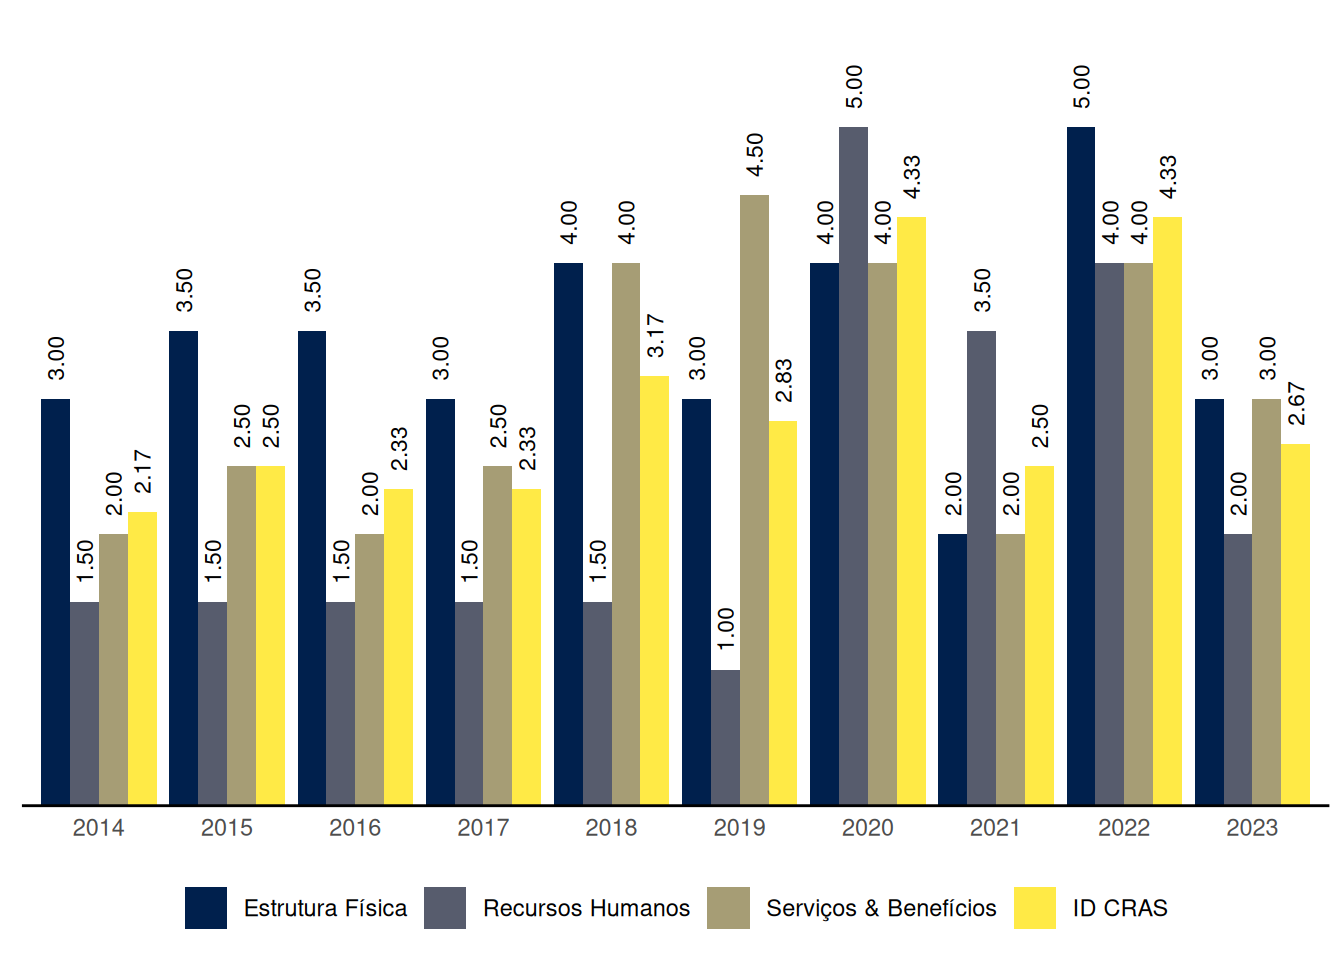 3.00 1.50 2.00 2.17
3.50 1.50 2.50 2.50
3.50 1.50 2.00 2.33
3.00 1.50 2.50 2.33
4.00 1.50 4.00 3.17
3.00 1.00 4.50 2.83
4.00 5.00 4.00 4.33
2.00 3.50 2.00 2.50
5.00 4.00 4.00 4.33
3.00 2.00 3.00 2.67
2014 2015 2016 2017 2018 2019 2020 2021 2022 2023
Estrutura Física Recursos Humanos Serviços & Benefícios ID CRAS